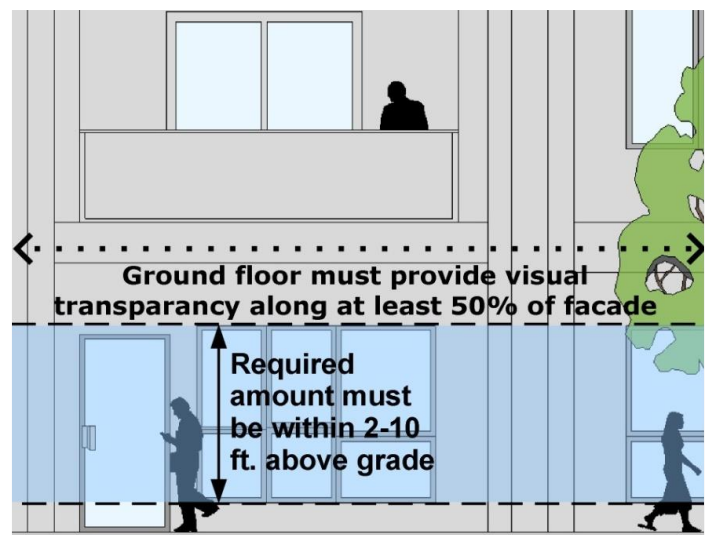 Ground floor must provide visual
transparancy along at least 50% of facade
Required
amount must
be within 2-10
ft. above grade